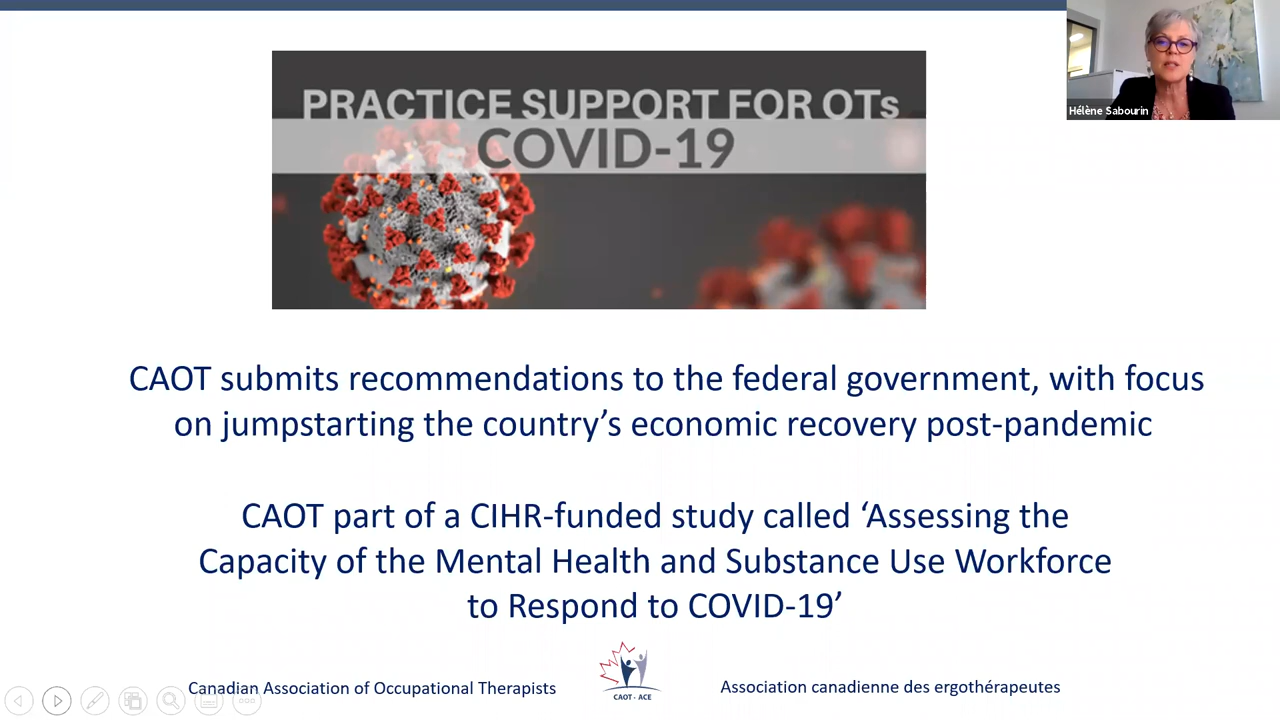 PRACTICE SUPPORT FOR OTs
COVID-19
Hélène Sabourin
CAOT submits recommendations to the federal government, with focus
on jumpstarting the country’s economic recovery post-pandemic
CAOT part of a CIHR-funded study called ‘Assessing the
Capacity of the Mental Health and Substance Use Workforce
to Respond to COVID-19’
Canadian Association of Occupational Therapists
CAOT - ACE
Association canadienne des ergothérapeutes